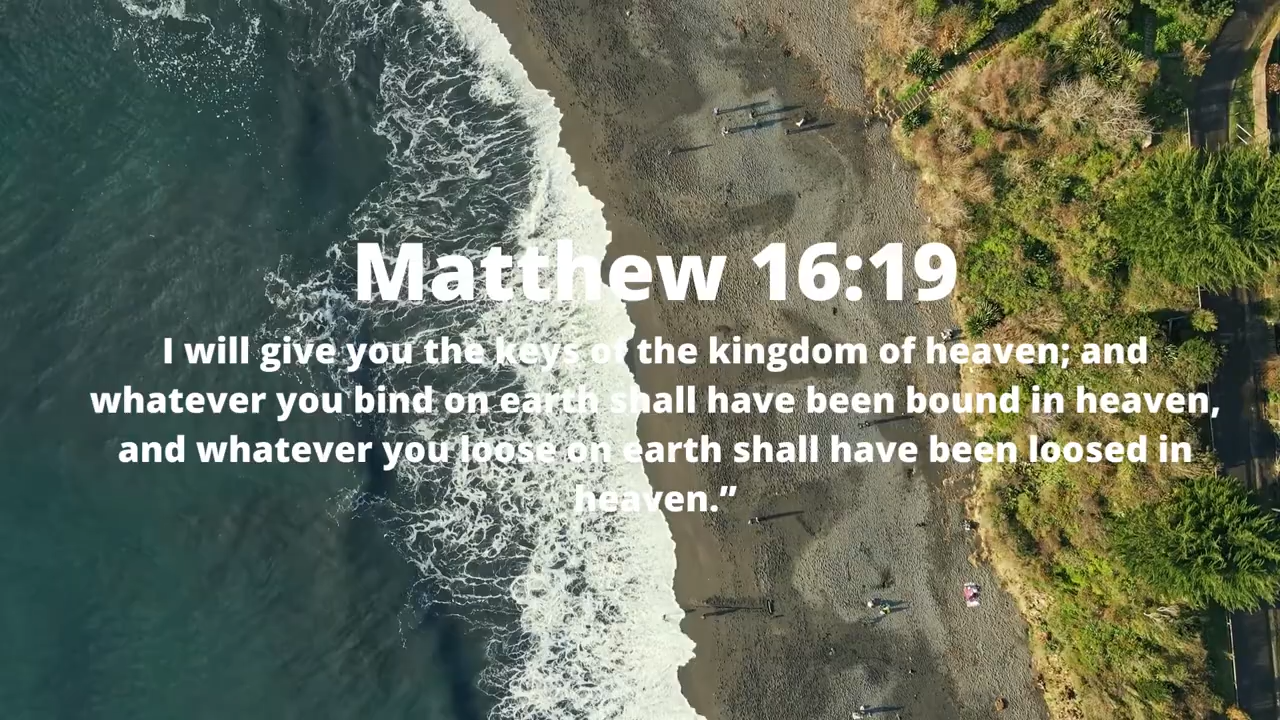 Matthew 16:19
I will give you the keys of the kingdom of heaven; and
whatever you bind on earth shall have been bound in heaven,
and whatever you loose on earth shall have been loosed in
heaven.”